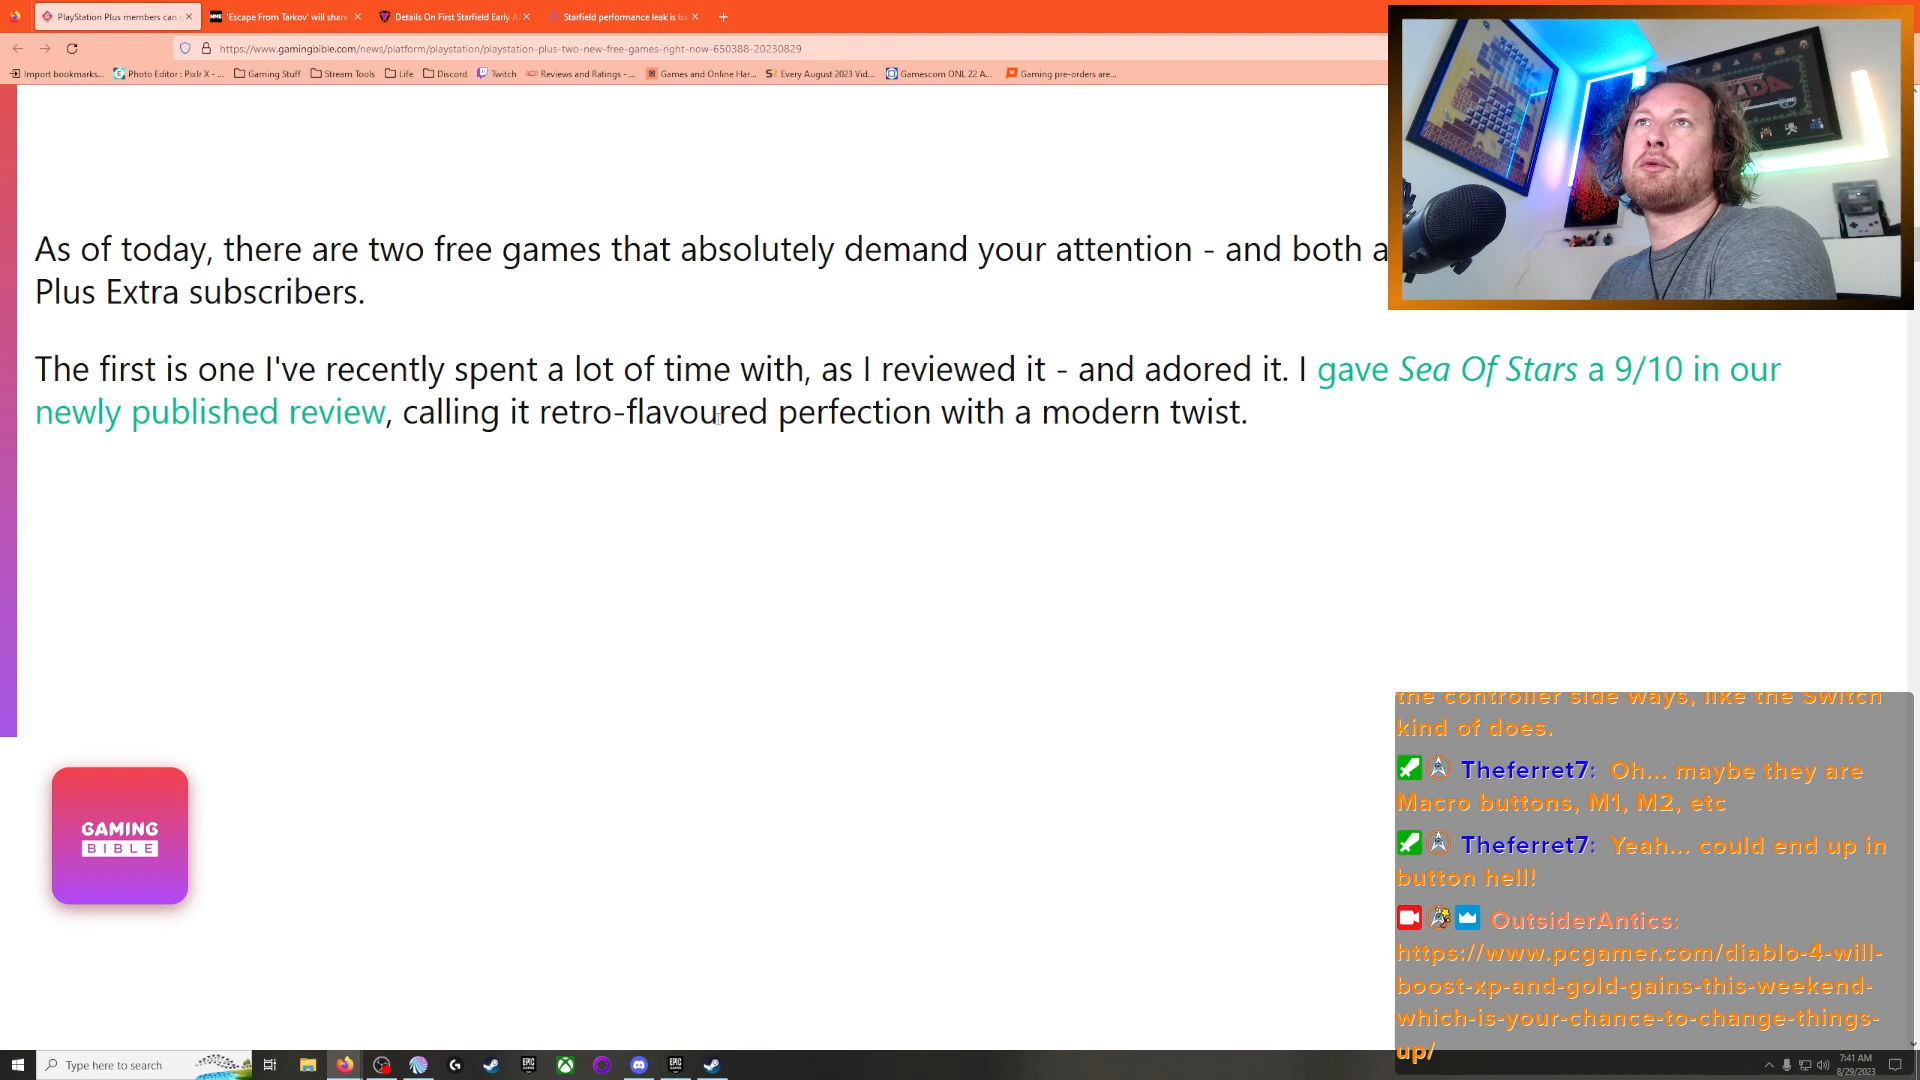 PlayStation Plus members can
'Escape From Tarkov' will share
Details On First Starfield Early A
Starfield performance leak is ba
https://www.gamingbible.com/news/platform/playstation/playstation-plus-two-new-free-games-right-now-650388-20230829
Import bookmarks...
Photo Editor : Pixlr X - ...
Gaming Stuff
Stream Tools
Life
Discord
Twitch
Reviews and Ratings - ...
Games and Online Har...
Every August 2023 Vid...
Gamescom ONL 22 A...
Gaming pre-orders are...
As of today, there are two free games that absolutely demand your attention - and both a
Plus Extra subscribers.
The first is one I've recently spent a lot of time with, as I reviewed it - and adored it. I gave Sea Of Stars a 9/10 in our
newly published review, calling it retro-flavoured perfection with a modern twist.
GAMING
BIBLE
the controller side ways, like the Switch
kind of does.
Theferret7: Oh... maybe they are
Macro buttons, M1, M2, etc
Theferret7: Yeah... could end up in
button hell!
OutsiderAntics:
https://www.pcgamer.com/diablo-4-will-
boost-xp-and-gold-gains-this-weekend-
which-is-your-chance-to-change-things-
up/
Type here to search
7:41 AM
8/29/2023